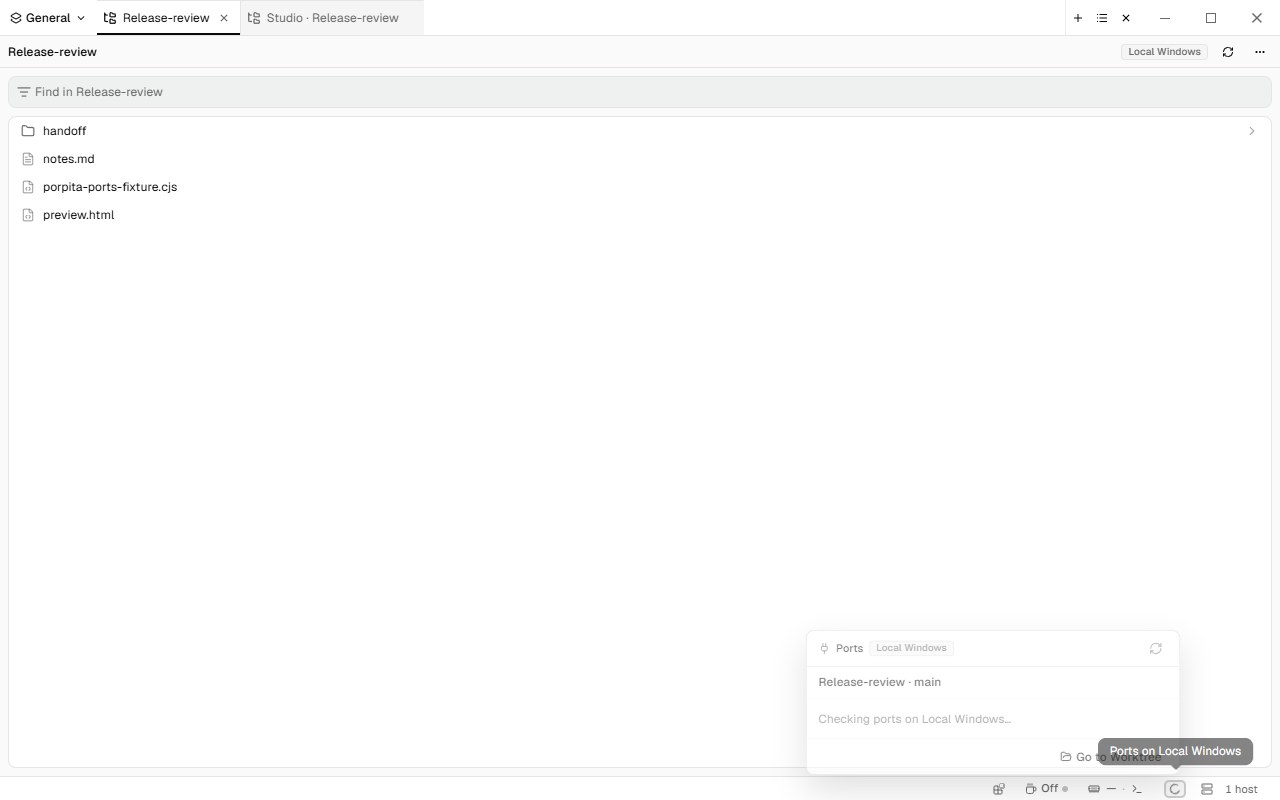 General
Release-review
Studio · Release-review
Release-review
Local Windows
Find in Release-review
handoff
notes.md
porpita-ports-fixture.cjs
preview.html
Ports Local Windows
Release-review · main
Checking ports on Local Windows...
Go to Worktree
Ports on Local Windows
Off
1 host